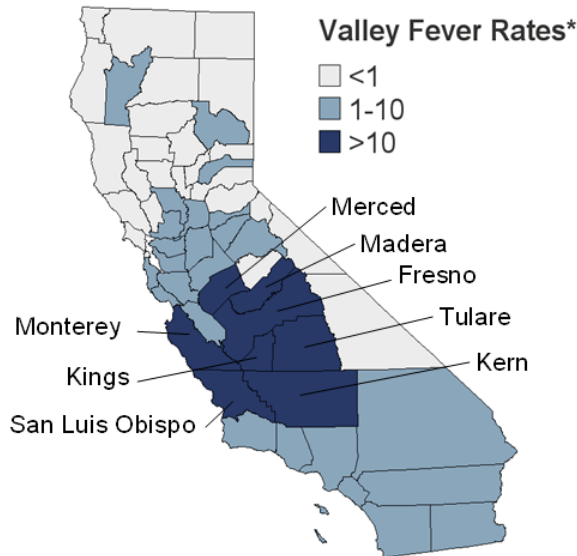 Valley Fever Rates*
<1
1-10
>10
Merced
Madera
Fresno
Monterey
Tulare
Kings
Kern
San Luis Obispo